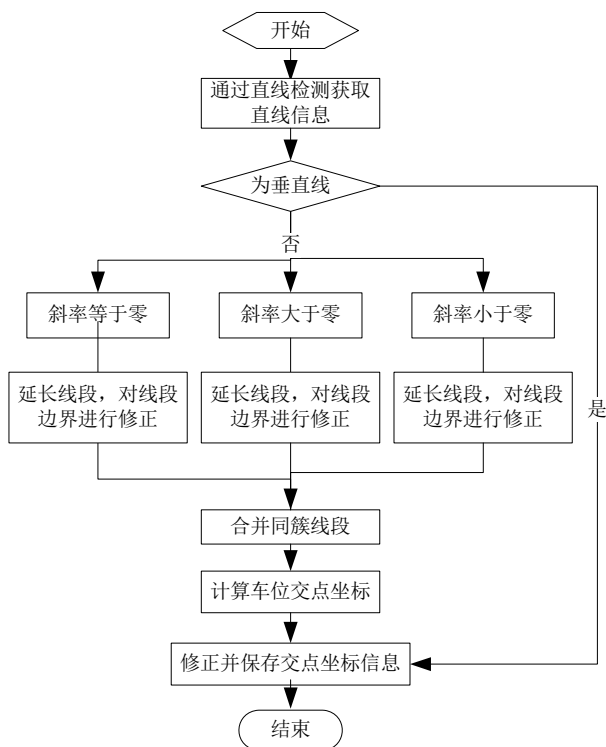 开始
通过直线检测获取
直线信息
为垂直线
否
斜率等于零
斜率大于零
斜率小于零
延长线段，对线段
边界进行修正
延长线段，对线段
边界进行修正
延长线段，对线段
边界进行修正
是
合并同簇线段
计算车位交点坐标
修正并保存交点坐标信息
结束